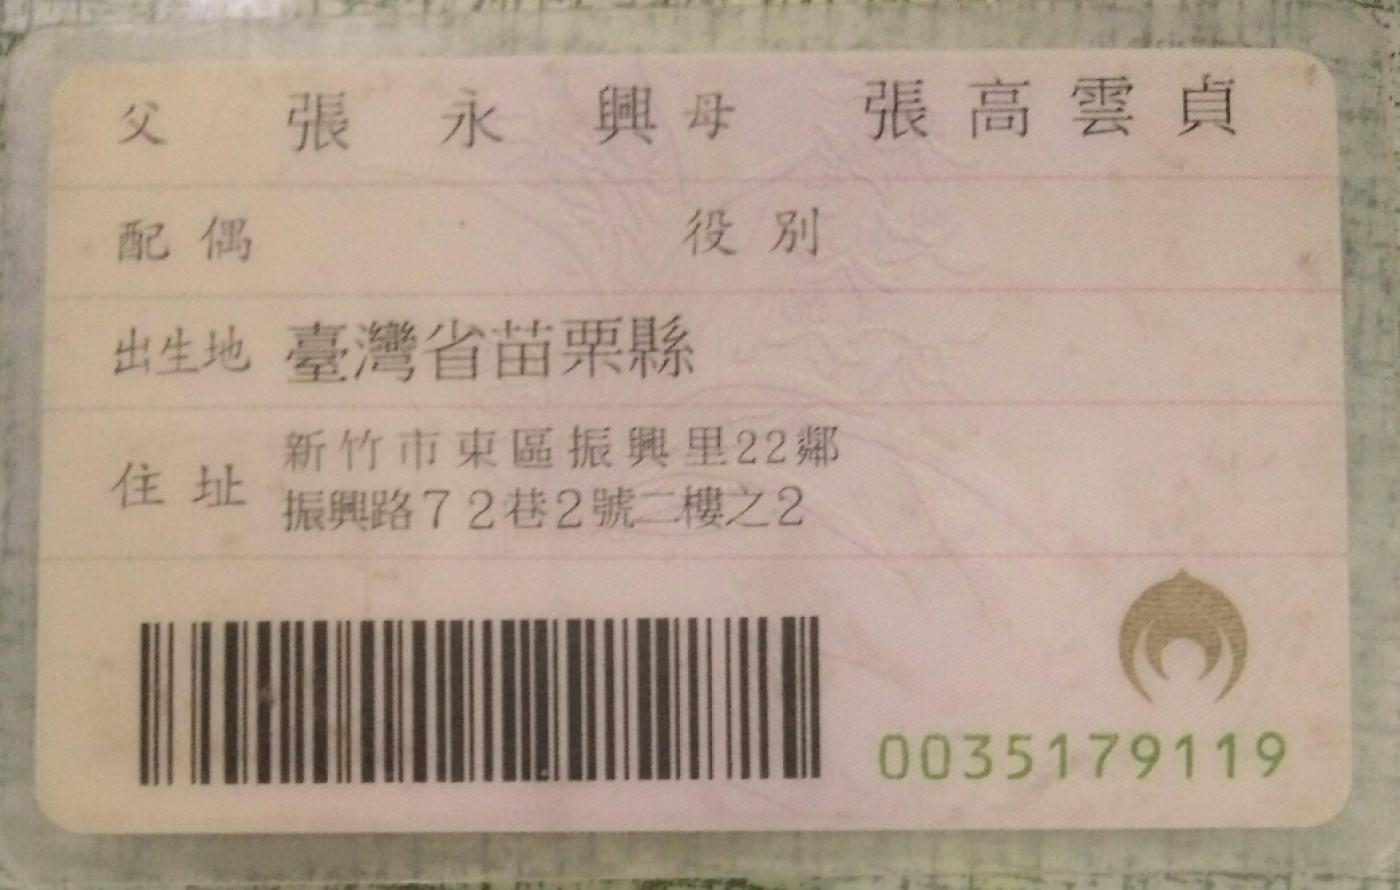 父 張永興 母 張高雲貞
配偶 役別
出生地 臺灣省苗栗縣
住址 新竹市東區振興里22鄰
振興路72巷2號二樓之2
0035179119